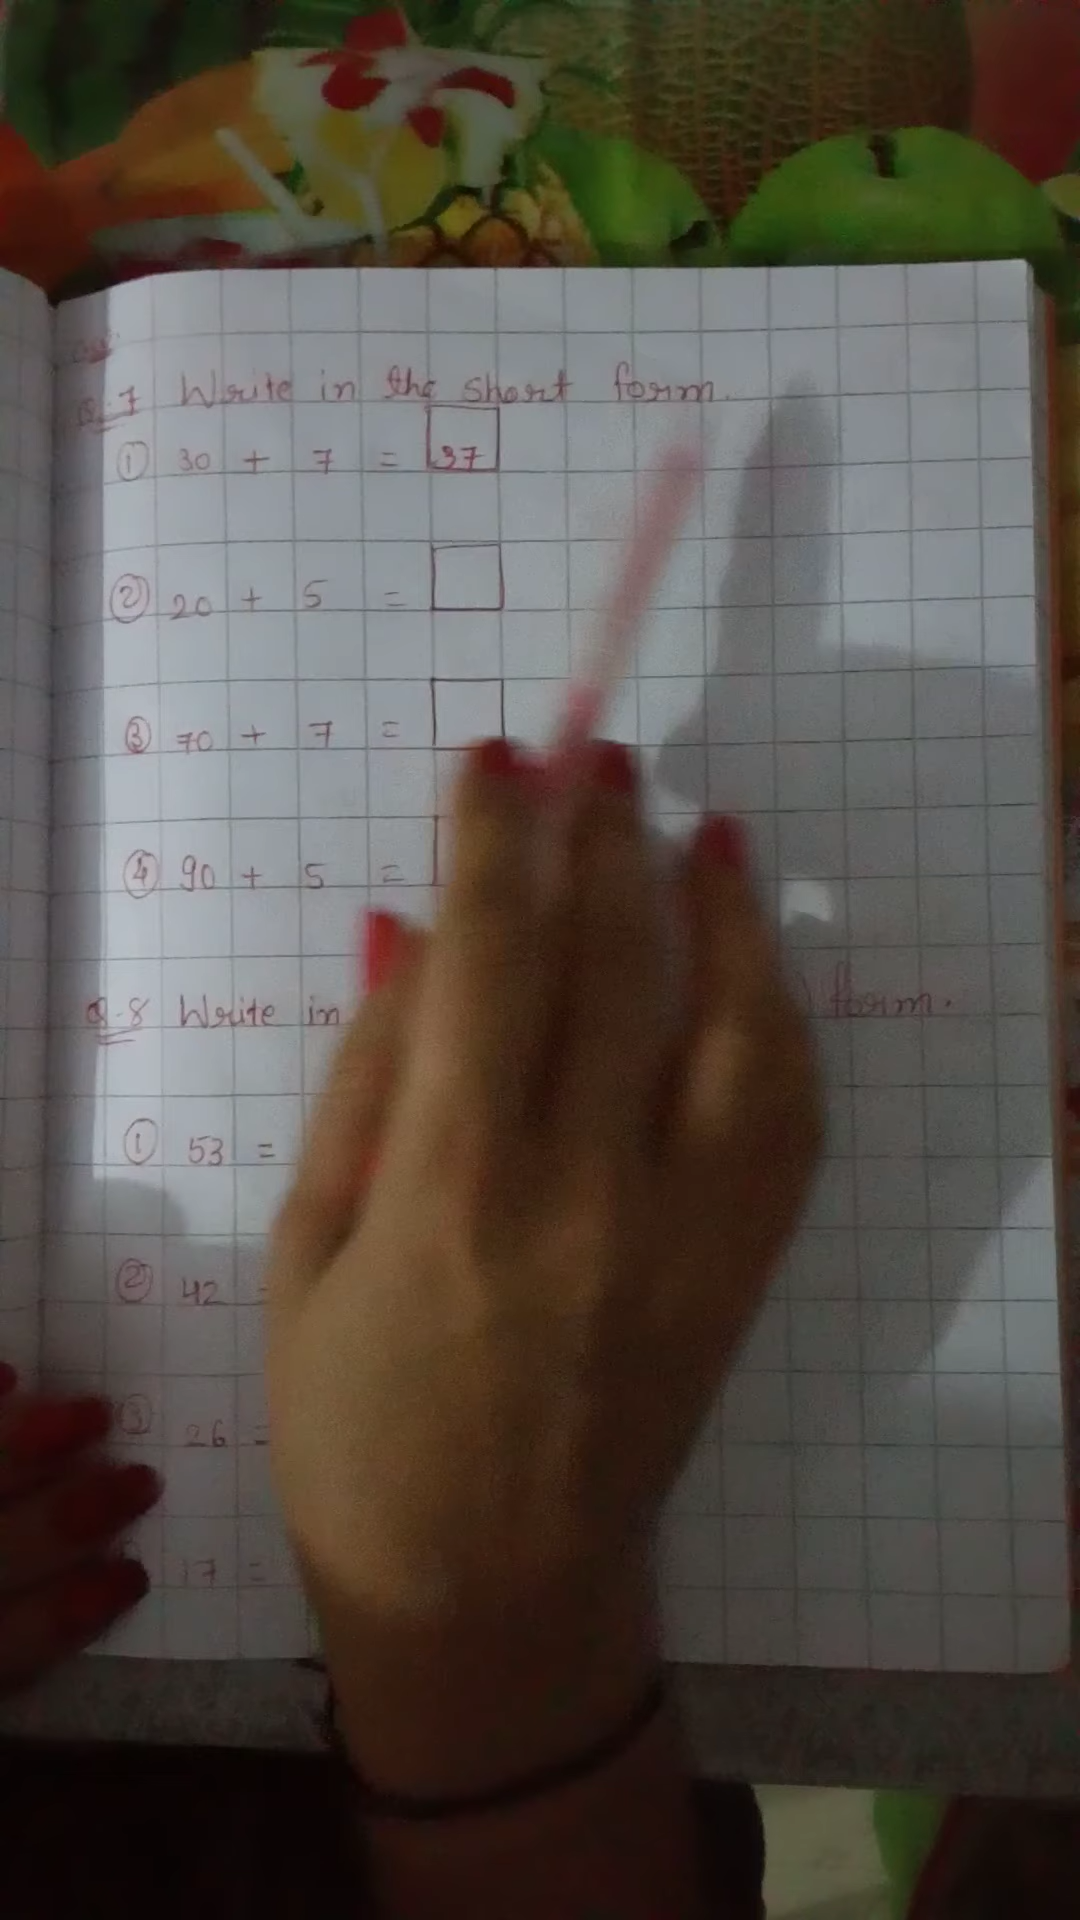 Q.7 Write in the short form.
① 30 + 7 = 37
② 20 + 5 =
③ 70 + 7 =
④ 90 + 5 =
Q.8 Write in form.
① 53 =
② 42 =
③ 26 =
17 =